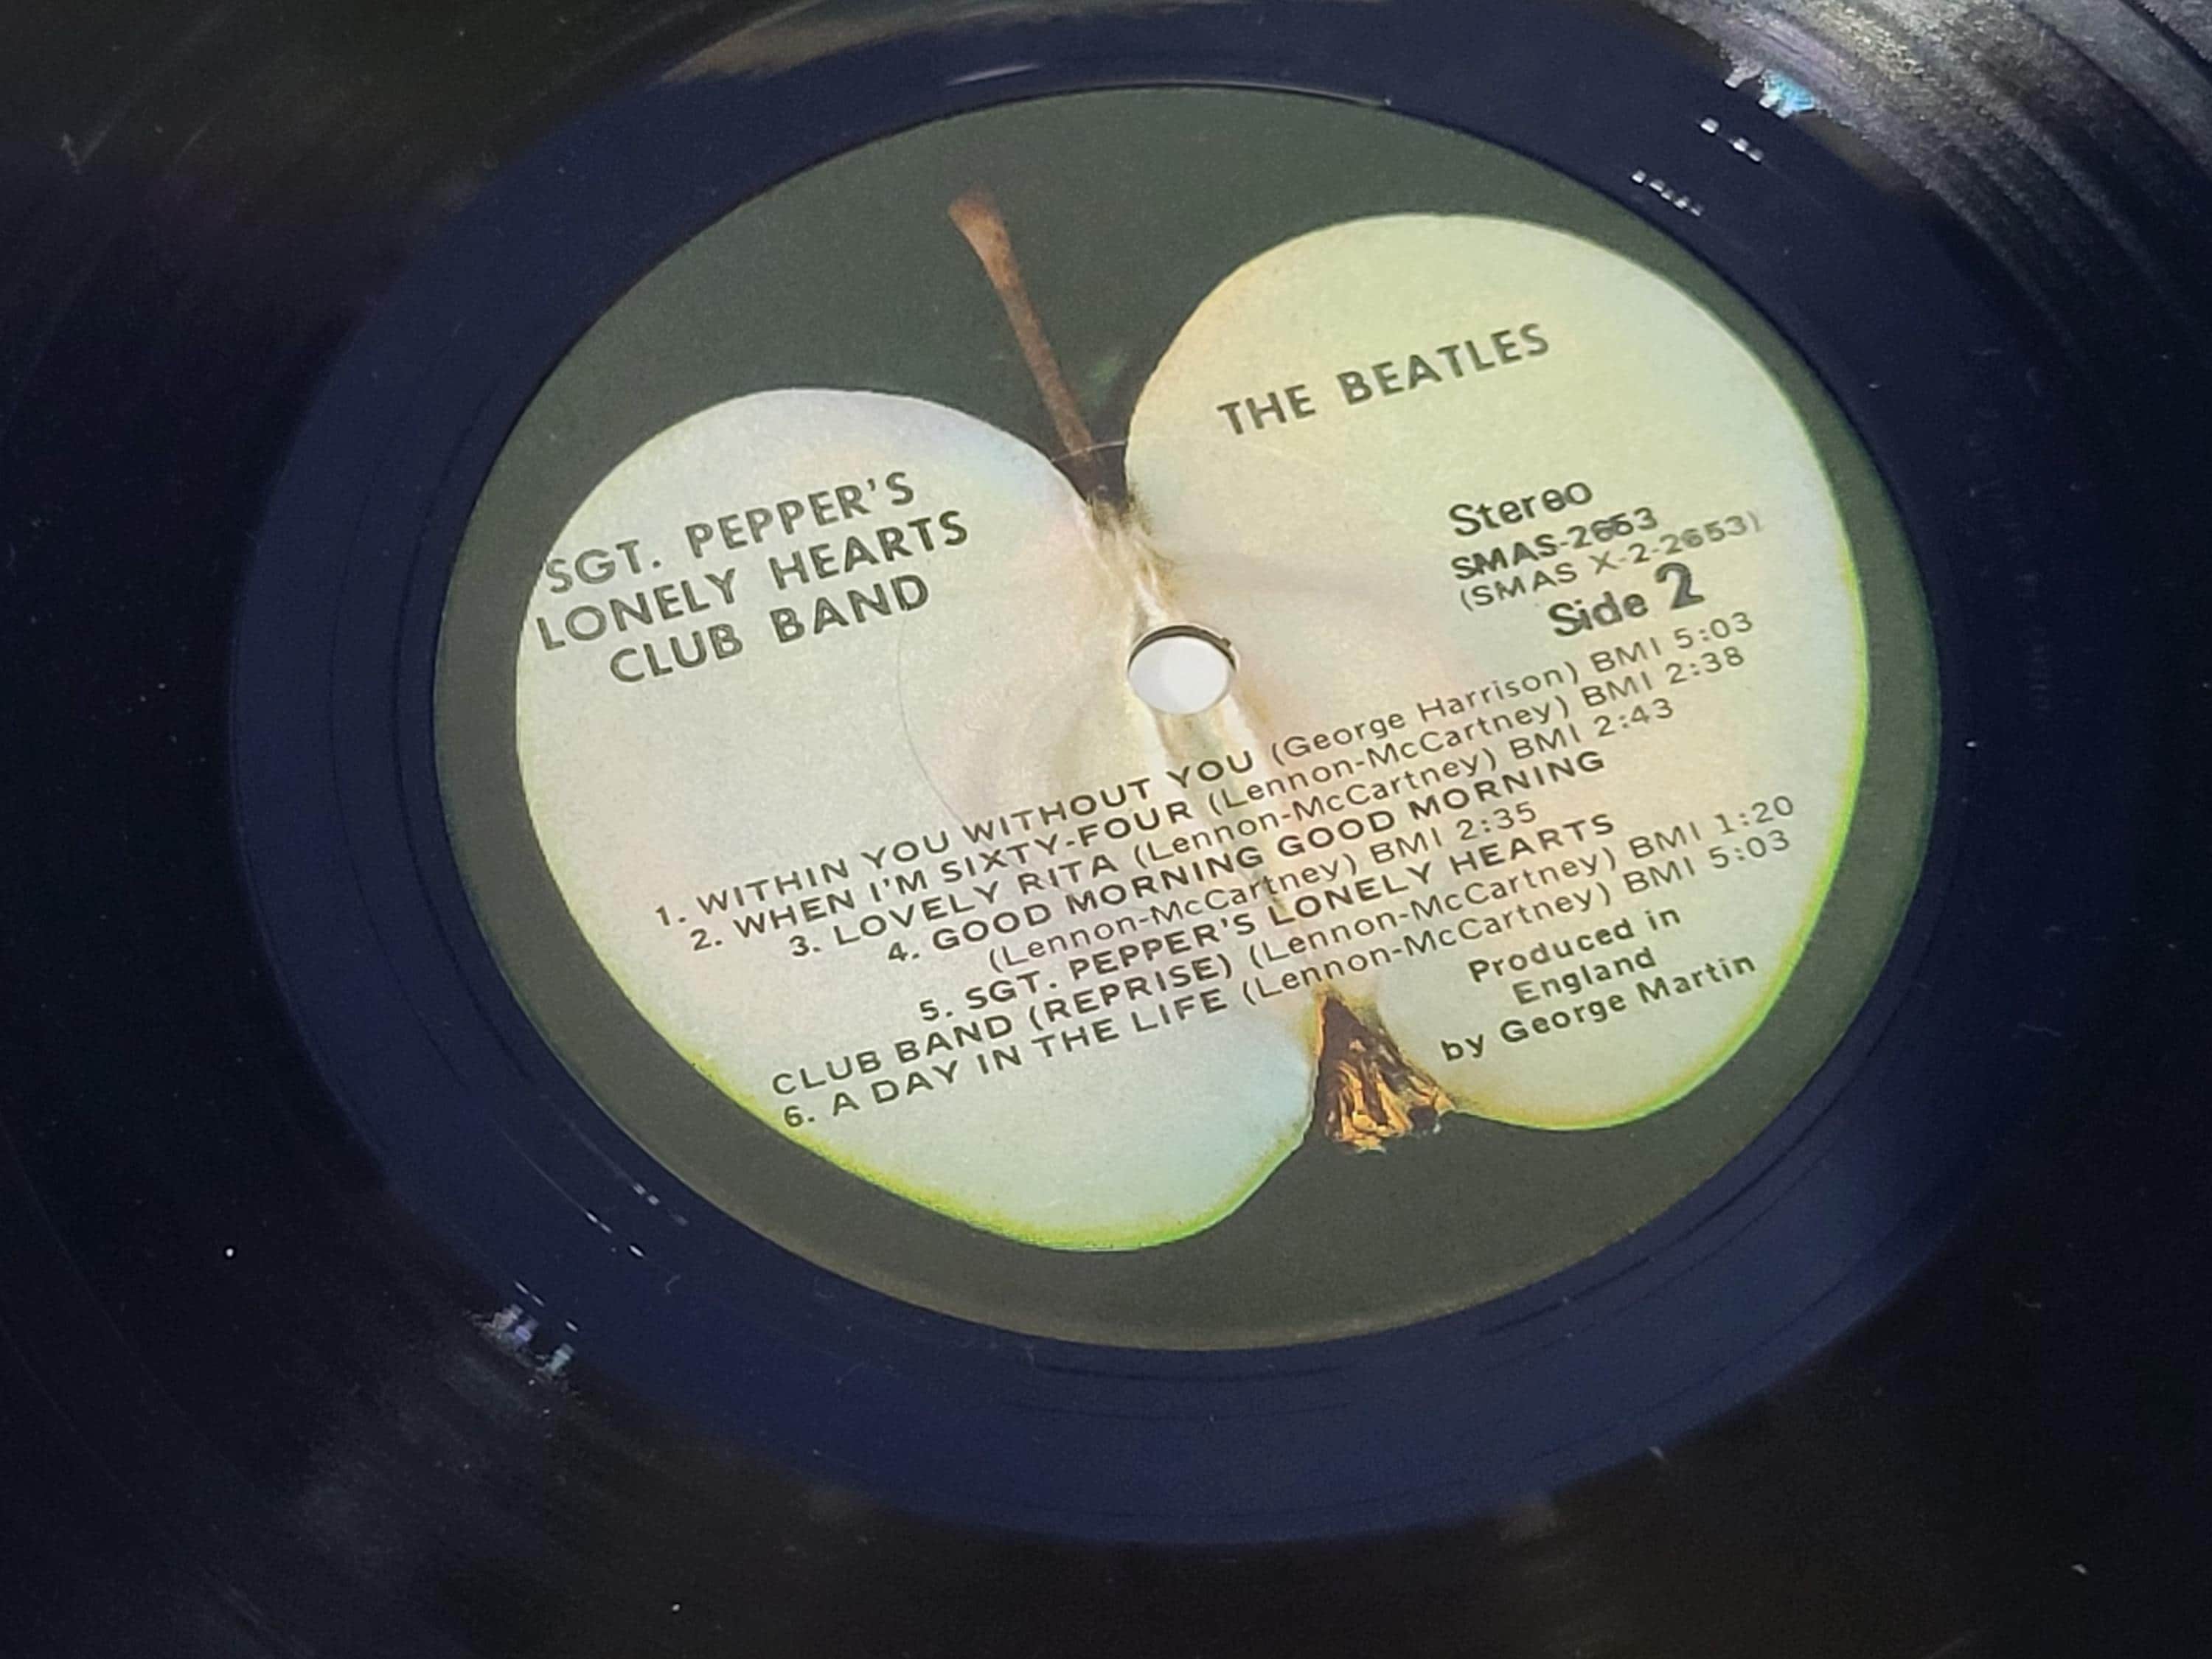 THE BEATLES
SGT. PEPPER'S
LONELY HEARTS
CLUB BAND
Stereo
SMAS-2653
(SMAS X-2-2653)
Side 2
1. WITHIN YOU WITHOUT YOU (George Harrison) BMI 5:03
2. WHEN I'M SIXTY-FOUR (Lennon-McCartney) BMI 2:38
3. LOVELY RITA (Lennon-McCartney) BMI 2:43
4. GOOD MORNING GOOD MORNING
(Lennon-McCartney) BMI 2:35
5. SGT. PEPPER'S LONELY HEARTS
CLUB BAND (REPRISE) (Lennon-McCartney) BMI 1:20
6. A DAY IN THE LIFE (Lennon-McCartney) BMI 5:03
Produced in
England
by George Martin